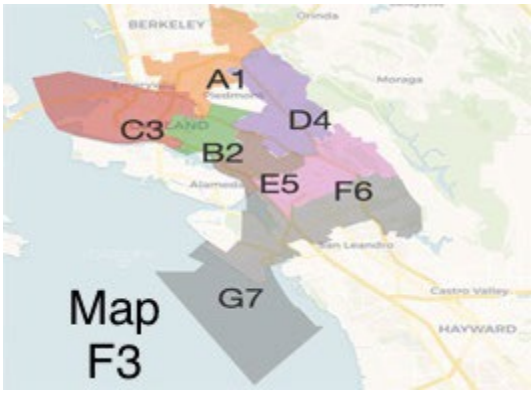 BERKELEY
Orinda
A1
Moraga
Piedmont
C3
LAND
D4
B2
Alameda
E5
F6
San Leandro
G7
Castro Valley
Map
F3
HAYWARD